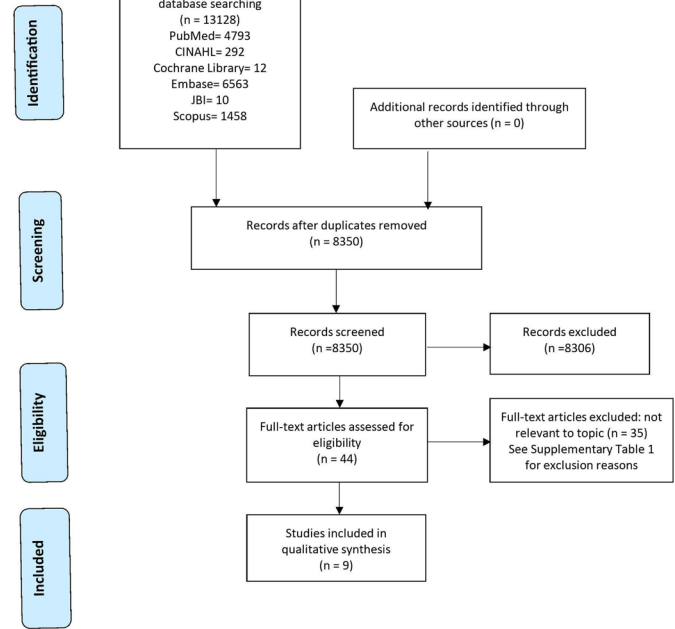 Identification
database searching
(n = 13128)
PubMed= 4793
CINAHL= 292
Cochrane Library= 12
Embase= 6563
JBI= 10
Scopus= 1458
Additional records identified through
other sources (n = 0)
Screening
Records after duplicates removed
(n = 8350)
Records screened
(n =8350)
Records excluded
(n =8306)
Eligibility
Full-text articles assessed for
eligibility
(n = 44)
Full-text articles excluded: not
relevant to topic (n = 35)
See Supplementary Table 1
for exclusion reasons
Included
Studies included in
qualitative synthesis
(n = 9)